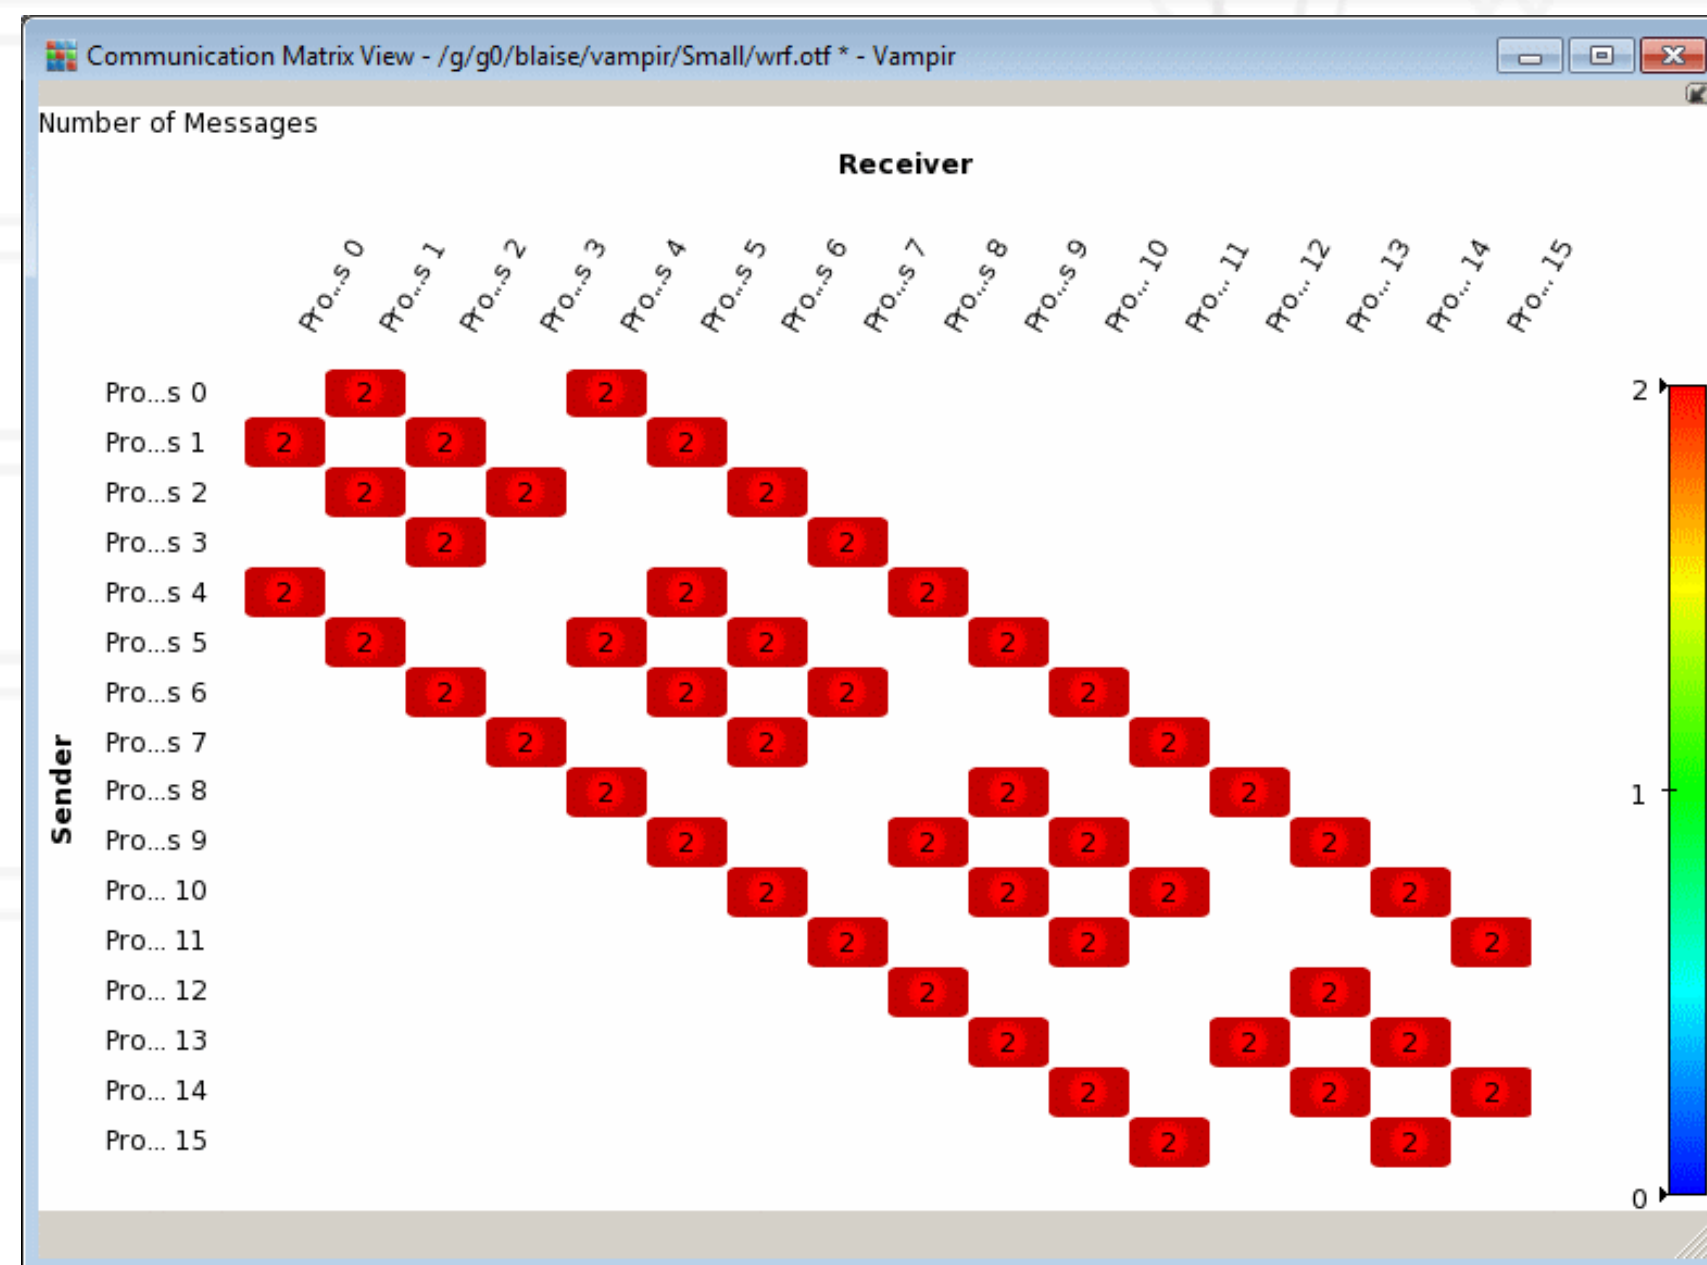 Communication Matrix View - /g/g0/blaise/vampir/Small/wrf.otf * - Vampir
Number of Messages
Receiver
Pro...s 0 Pro...s 1 Pro...s 2 Pro...s 3 Pro...s 4 Pro...s 5 Pro...s 6 Pro...s 7 Pro...s 8 Pro...s 9 Pro... 10 Pro... 11 Pro... 12 Pro... 13 Pro... 14 Pro... 15
Sender
Pro...s 0 2 2
Pro...s 1 2 2 2
Pro...s 2 2 2 2
Pro...s 3 2 2
Pro...s 4 2 2 2
Pro...s 5 2 2 2 2
Pro...s 6 2 2 2 2
Pro...s 7 2 2 2
Pro...s 8 2 2 2
Pro...s 9 2 2 2 2
Pro... 10 2 2 2 2
Pro... 11 2 2 2
Pro... 12 2 2
Pro... 13 2 2 2
Pro... 14 2 2 2
Pro... 15 2 2
2
1
0